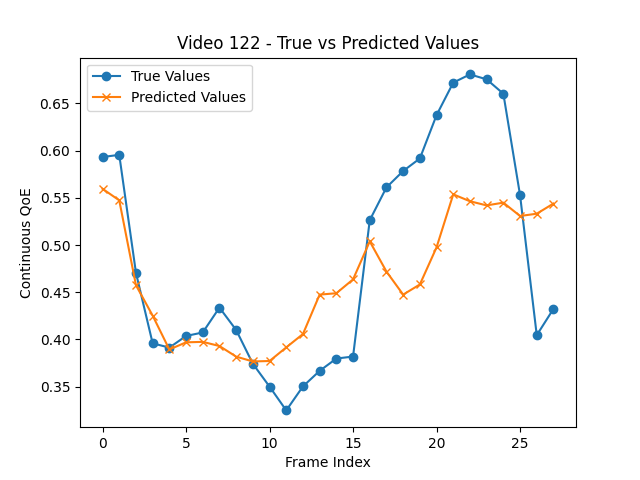 Video 122 - True vs Predicted Values
True Values
Predicted Values
Continuous QoE
0.65
0.60
0.55
0.50
0.45
0.40
0.35
0 5 10 15 20 25
Frame Index